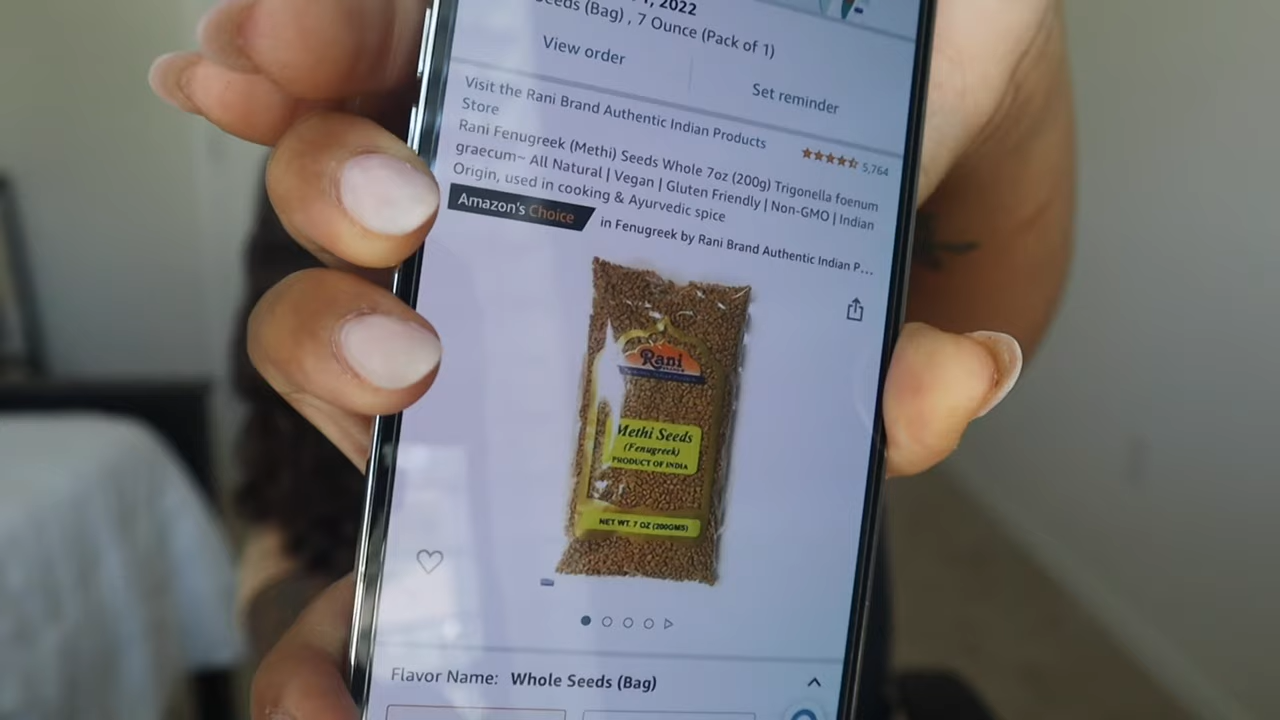 1, 2022
Seeds (Bag) , 7 Ounce (Pack of 1)
View order
Set reminder
Visit the Rani Brand Authentic Indian Products
Store
5,764
Rani Fenugreek (Methi) Seeds Whole 7oz (200g) Trigonella foenum
graecum~ All Natural | Vegan | Gluten Friendly | Non-GMO | Indian
Origin, used in cooking & Ayurvedic spice
Amazon's Choice
in Fenugreek by Rani Brand Authentic Indian P...
Rani
Methi Seeds
(Fenugreek)
PRODUCT OF INDIA
NET WT. 7 OZ (200GMS)
Flavor Name: Whole Seeds (Bag)